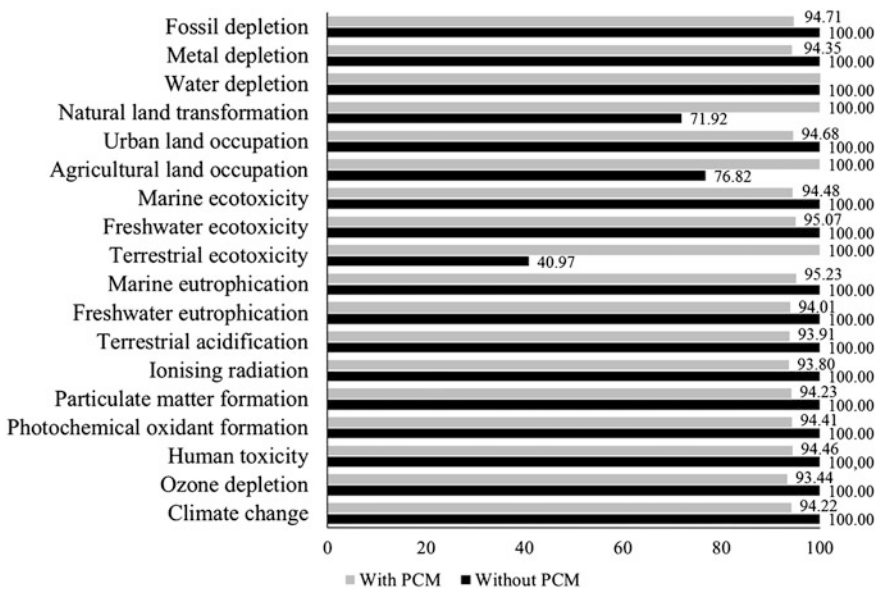 Fossil depletion 94.71
100.00
Metal depletion 94.35
100.00
Water depletion
100.00
Natural land transformation 100.00
71.92
Urban land occupation 94.68
100.00
Agricultural land occupation 100.00
76.82
Marine ecotoxicity 94.48
100.00
Freshwater ecotoxicity 95.07
100.00
Terrestrial ecotoxicity 100.00
40.97
Marine eutrophication 95.23
100.00
Freshwater eutrophication 94.01
100.00
Terrestrial acidification 93.91
100.00
Ionising radiation 93.80
100.00
Particulate matter formation 94.23
100.00
Photochemical oxidant formation 94.41
100.00
Human toxicity 94.46
100,00
Ozone depletion 93.44
100.00
Climate change 94.22
100.00
0 20 40 60 80 100
With PCM Without PCM